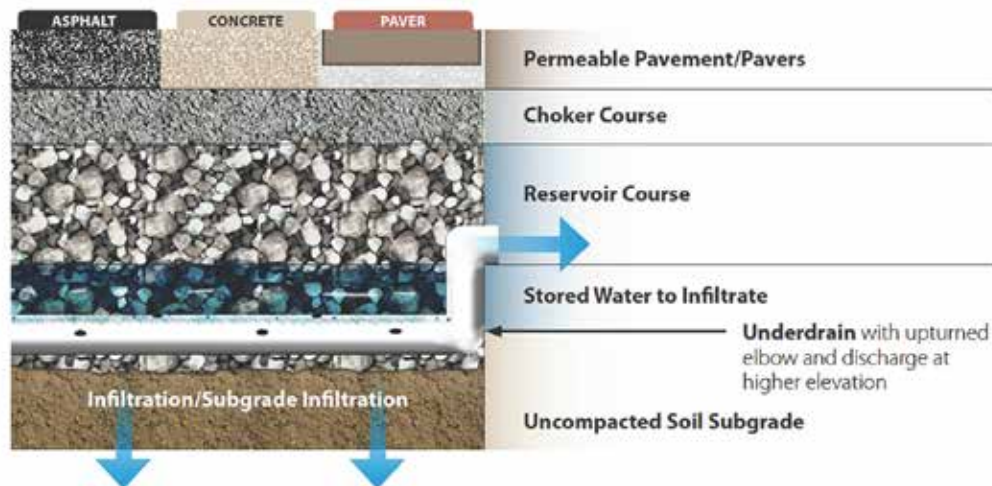 ASPHALT
CONCRETE
PAVER
Permeable Pavement/Pavers
Choker Course
Reservoir Course
Stored Water to Infiltrate
Underdrain with upturned
elbow and discharge at
higher elevation
Infiltration/Subgrade Infiltration
Uncompacted Soil Subgrade